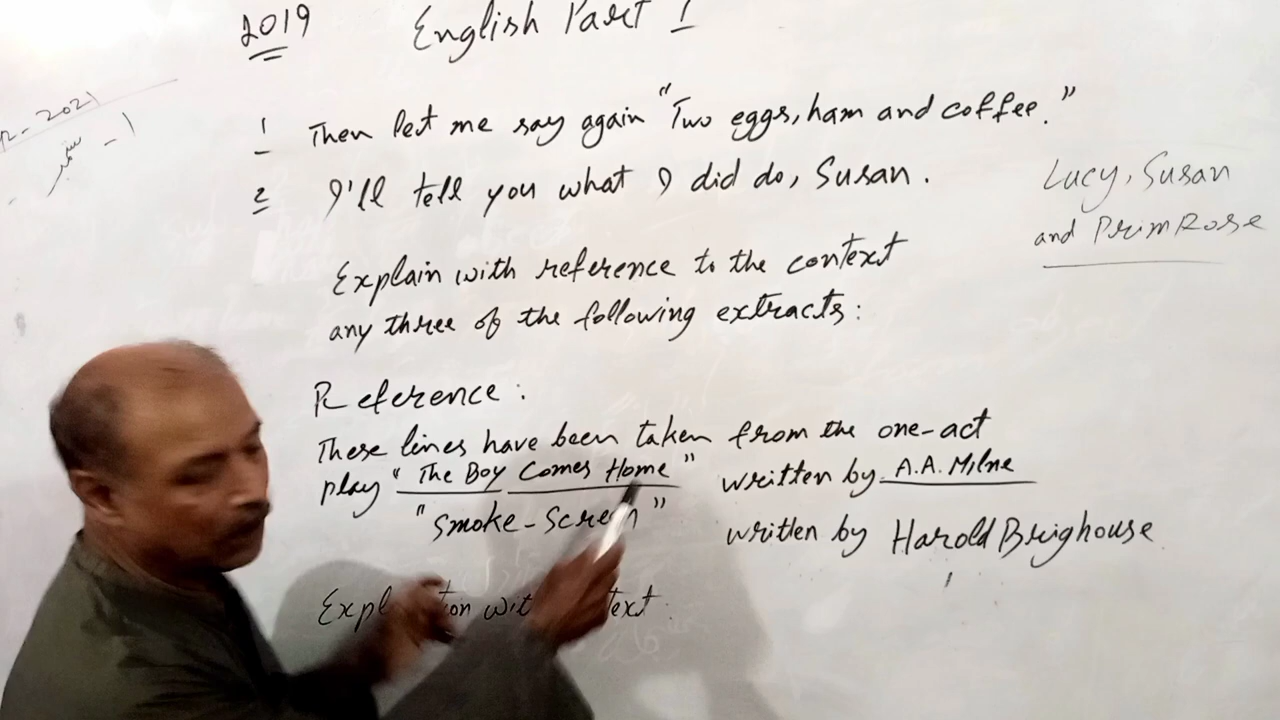 2019 English Part I
1 Then let me say again "Two eggs, ham and coffee."
2 I'll tell you what I did do, Susan.
Lucy, Susan
and PrimRose
Explain with reference to the context
any three of the following extracts:
Reference:
These lines have been taken from the one-act
play "The Boy Comes Home" written by A.A. Milne
"Smoke-Screen" written by Harold Brighouse
2021